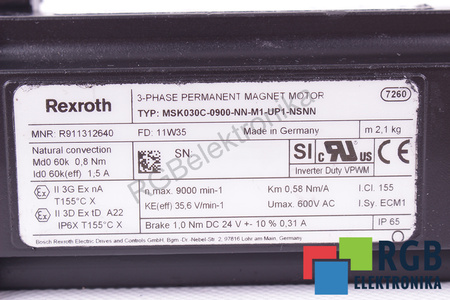 Rexroth
3-PHASE PERMANENT MAGNET MOTOR
7260
TYP: MSK030C-0900-NN-M1-UP1-NSNN
MNR: R911312640
FD: 11W35
Made in Germany
m 2,1 kg
Natural convection
Md0 60k 0,8 Nm
Id0 60k(eff) 1,5 A
SN
SI
US
Inverter Duty VPWM
Ex II 3G Ex nA
T155°C X
Ex II 3D Ex tD A22
IP6X T155°C X
n.max. 9000 min-1
Km 0,58 Nm/A
I.Cl. 155
KE(eff) 35,6 V/min-1
Umax. 600V AC
I.Sy. ECM1
Brake 1,0 Nm DC 24 V +- 10% 0,31 A
IP 65
Bosch Rexroth Electric Drives and Controls GmbH, Bgm. Dr.-Nebel-Str. 2, 97816 Lohr am Main, Germany
RGBelektronika
RGB
ELEKTRONIKA